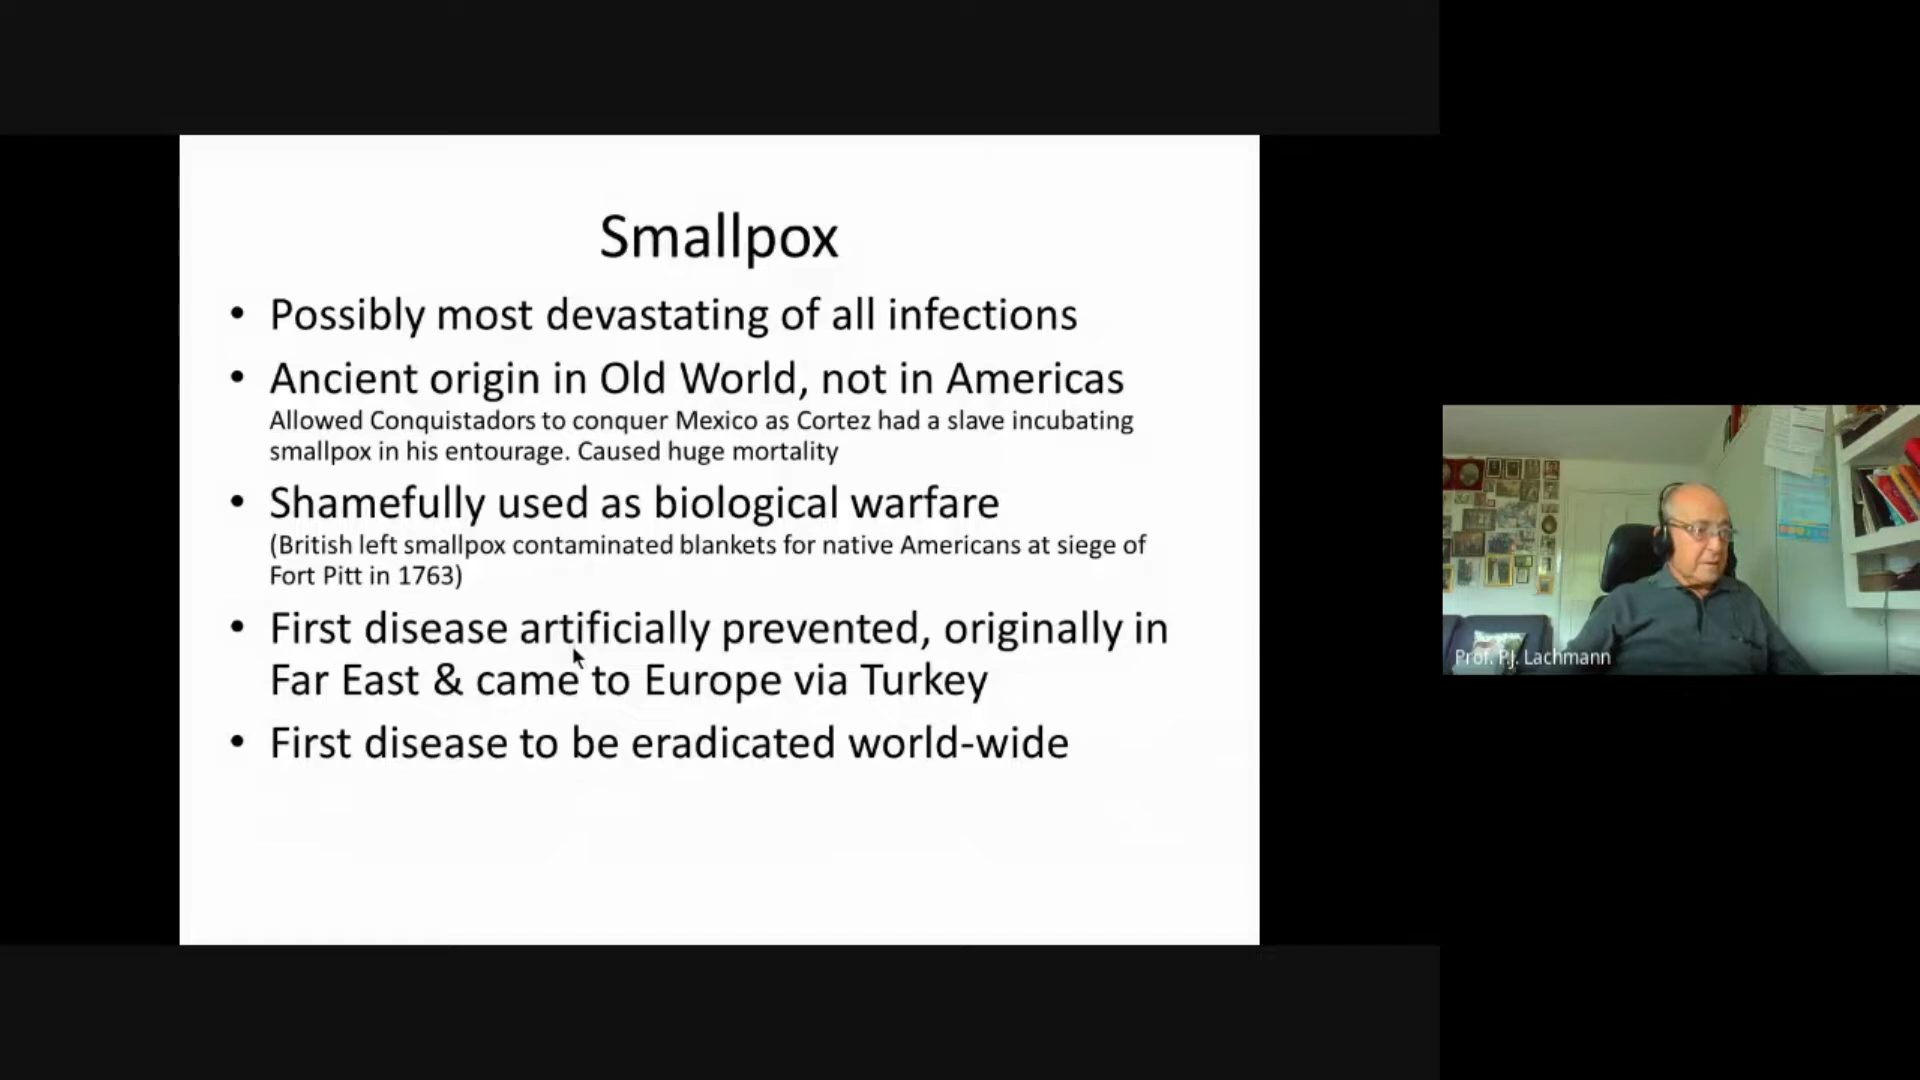 Smallpox
• Possibly most devastating of all infections
• Ancient origin in Old World, not in Americas
Allowed Conquistadors to conquer Mexico as Cortez had a slave incubating
smallpox in his entourage. Caused huge mortality
• Shamefully used as biological warfare
(British left smallpox contaminated blankets for native Americans at siege of
Fort Pitt in 1763)
• First disease artificially prevented, originally in
Far East & came to Europe via Turkey
• First disease to be eradicated world-wide
Prof. P.J. Lachmann